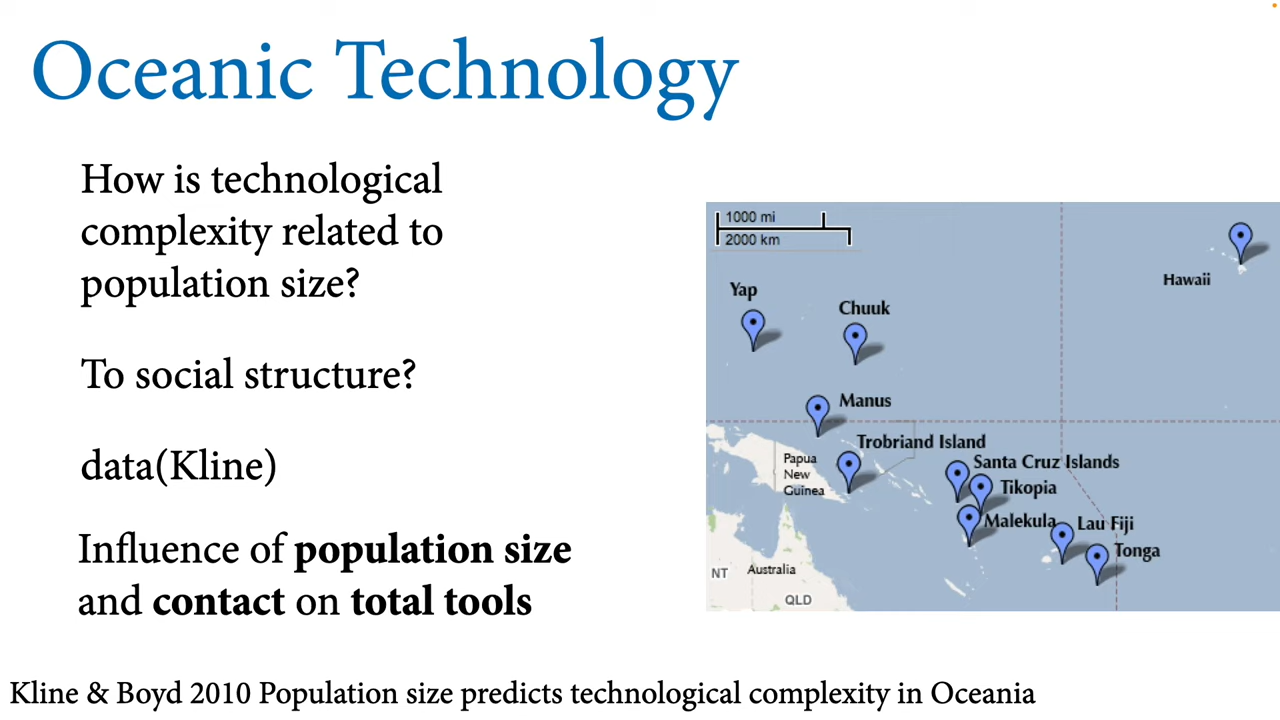 Oceanic Technology
How is technological
complexity related to
population size?
To social structure?
data(Kline)
Influence of population size
and contact on total tools
1000 mi
2000 km
Hawaii
Yap
Chuuk
Manus
Trobriand Island
Papua
New
Guinea
Santa Cruz Islands
Tikopia
Malekula
Lau Fiji
Tonga
NT
Australia
QLD
Kline & Boyd 2010 Population size predicts technological complexity in Oceania